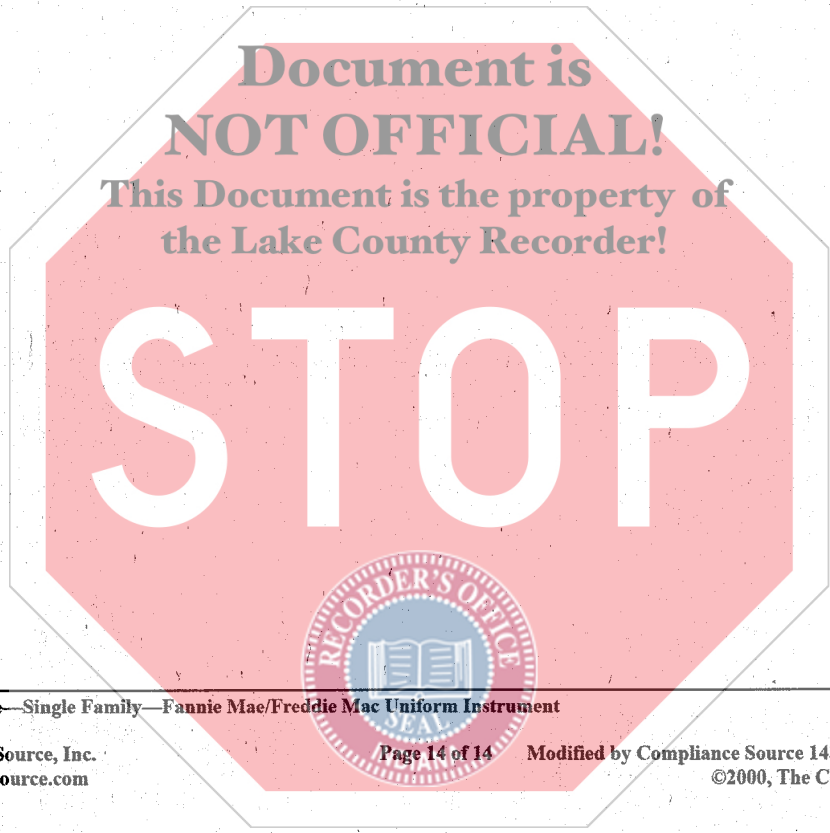 Document is
NOT OFFICIAL!
This Document is the property of
the Lake County Recorder!
STOP
RECORDER'S OFFICE
SEAL
—Single Family—Fannie Mae/Freddie Mac Uniform Instrument
Source, Inc. Page 14 of 14 Modified by Compliance Source 14
ource.com ©2000, The C